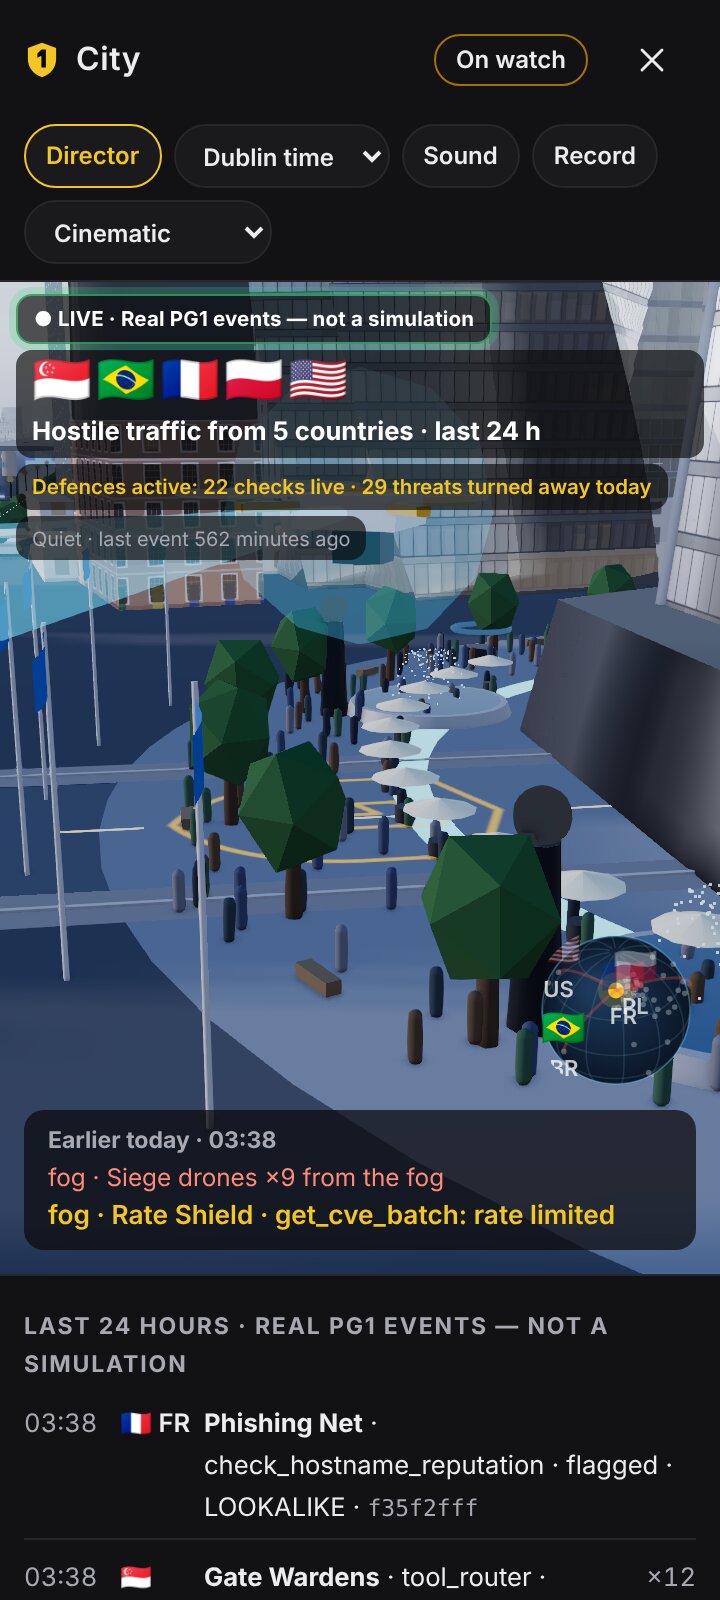 1 City
On watch
Director
Dublin time
Sound
Record
Cinematic
LIVE · Real PG1 events — not a simulation
Hostile traffic from 5 countries · last 24 h
Defences active: 22 checks live · 29 threats turned away today
Quiet · last event 562 minutes ago
US
PL
FR
BR
Earlier today · 03:38
fog · Siege drones ×9 from the fog
fog · Rate Shield · get_cve_batch: rate limited
LAST 24 HOURS · REAL PG1 EVENTS — NOT A
SIMULATION
03:38 FR Phishing Net ·
check_hostname_reputation · flagged ·
LOOKALIKE · f35f2fff
03:38 Gate Wardens · tool_router · ×12